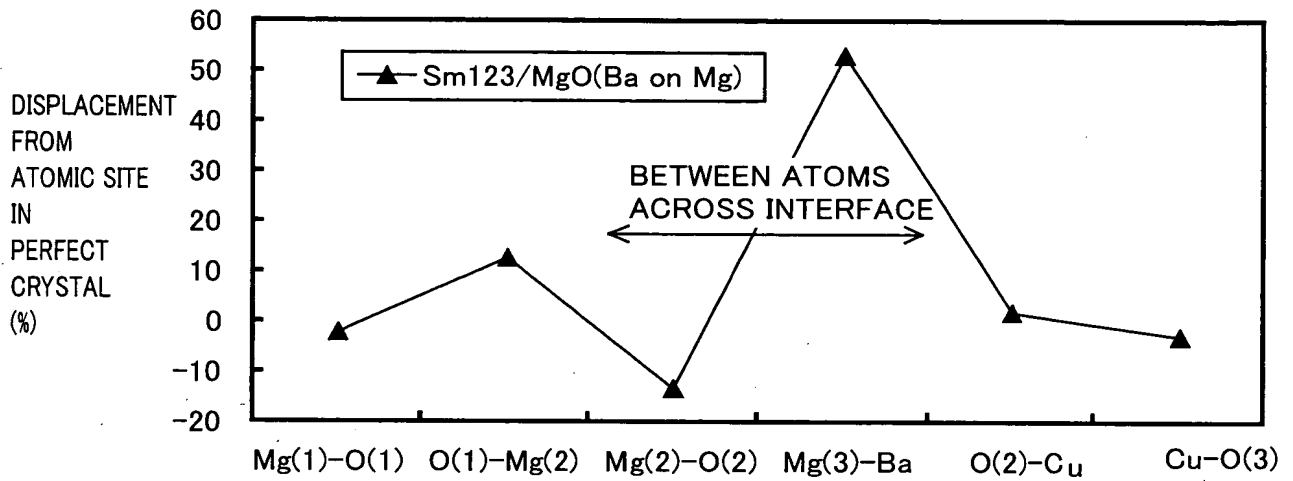 DISPLACEMENT
FROM
ATOMIC SITE
IN
PERFECT
CRYSTAL
(%)
60
50
40
30
20
10
0
−10
−20
Sm123/MgO(Ba on Mg)
BETWEEN ATOMS
ACROSS INTERFACE
Mg(1)-O(1) O(1)-Mg(2) Mg(2)-O(2) Mg(3)-Ba O(2)-Cu Cu-O(3)